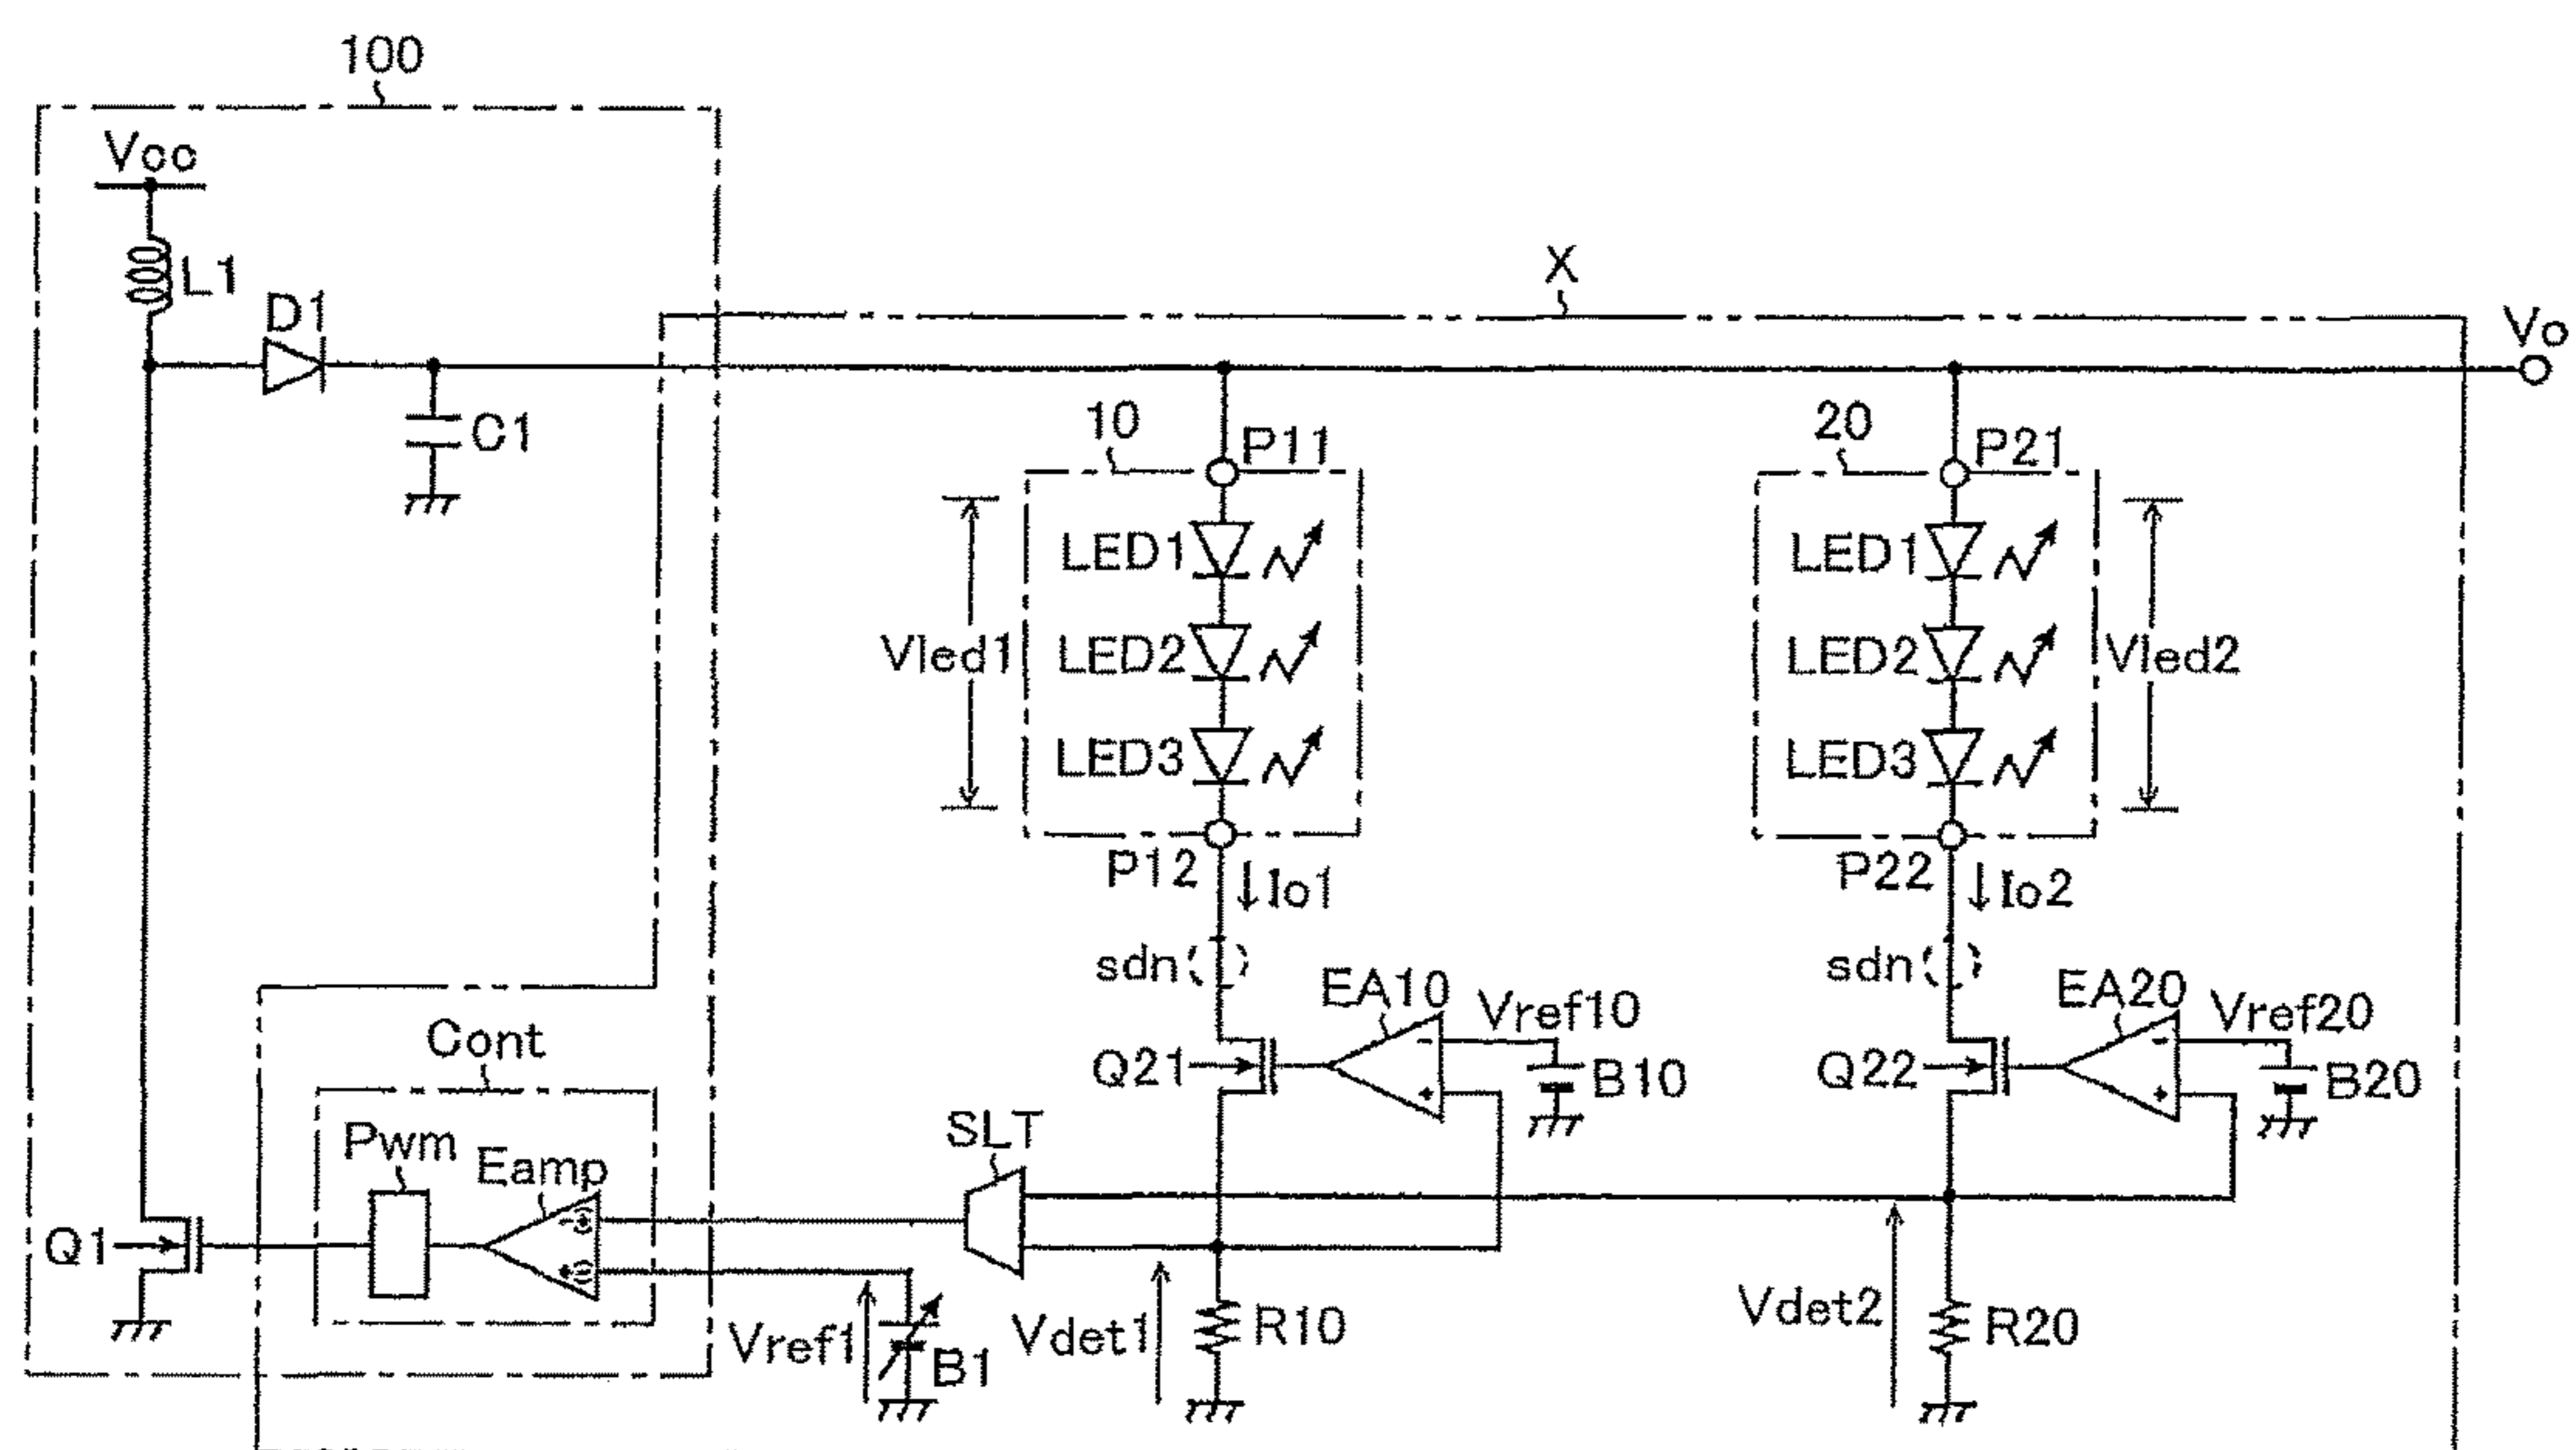 100
Vcc
L1
D1
C1
X
Vo
10
P11
LED1
LED2
LED3
Vled1
P12
Io1
sdn
20
P21
LED1
LED2
LED3
Vled2
P22
Io2
sdn
EA10
Vref10
Q21
B10
EA20
Vref20
Q22
B20
- +
- +
Cont
Pwm
Eamp
-(+)
+(-)
SLT
Q1
Vref1
B1
Vdet1
R10
Vdet2
R20